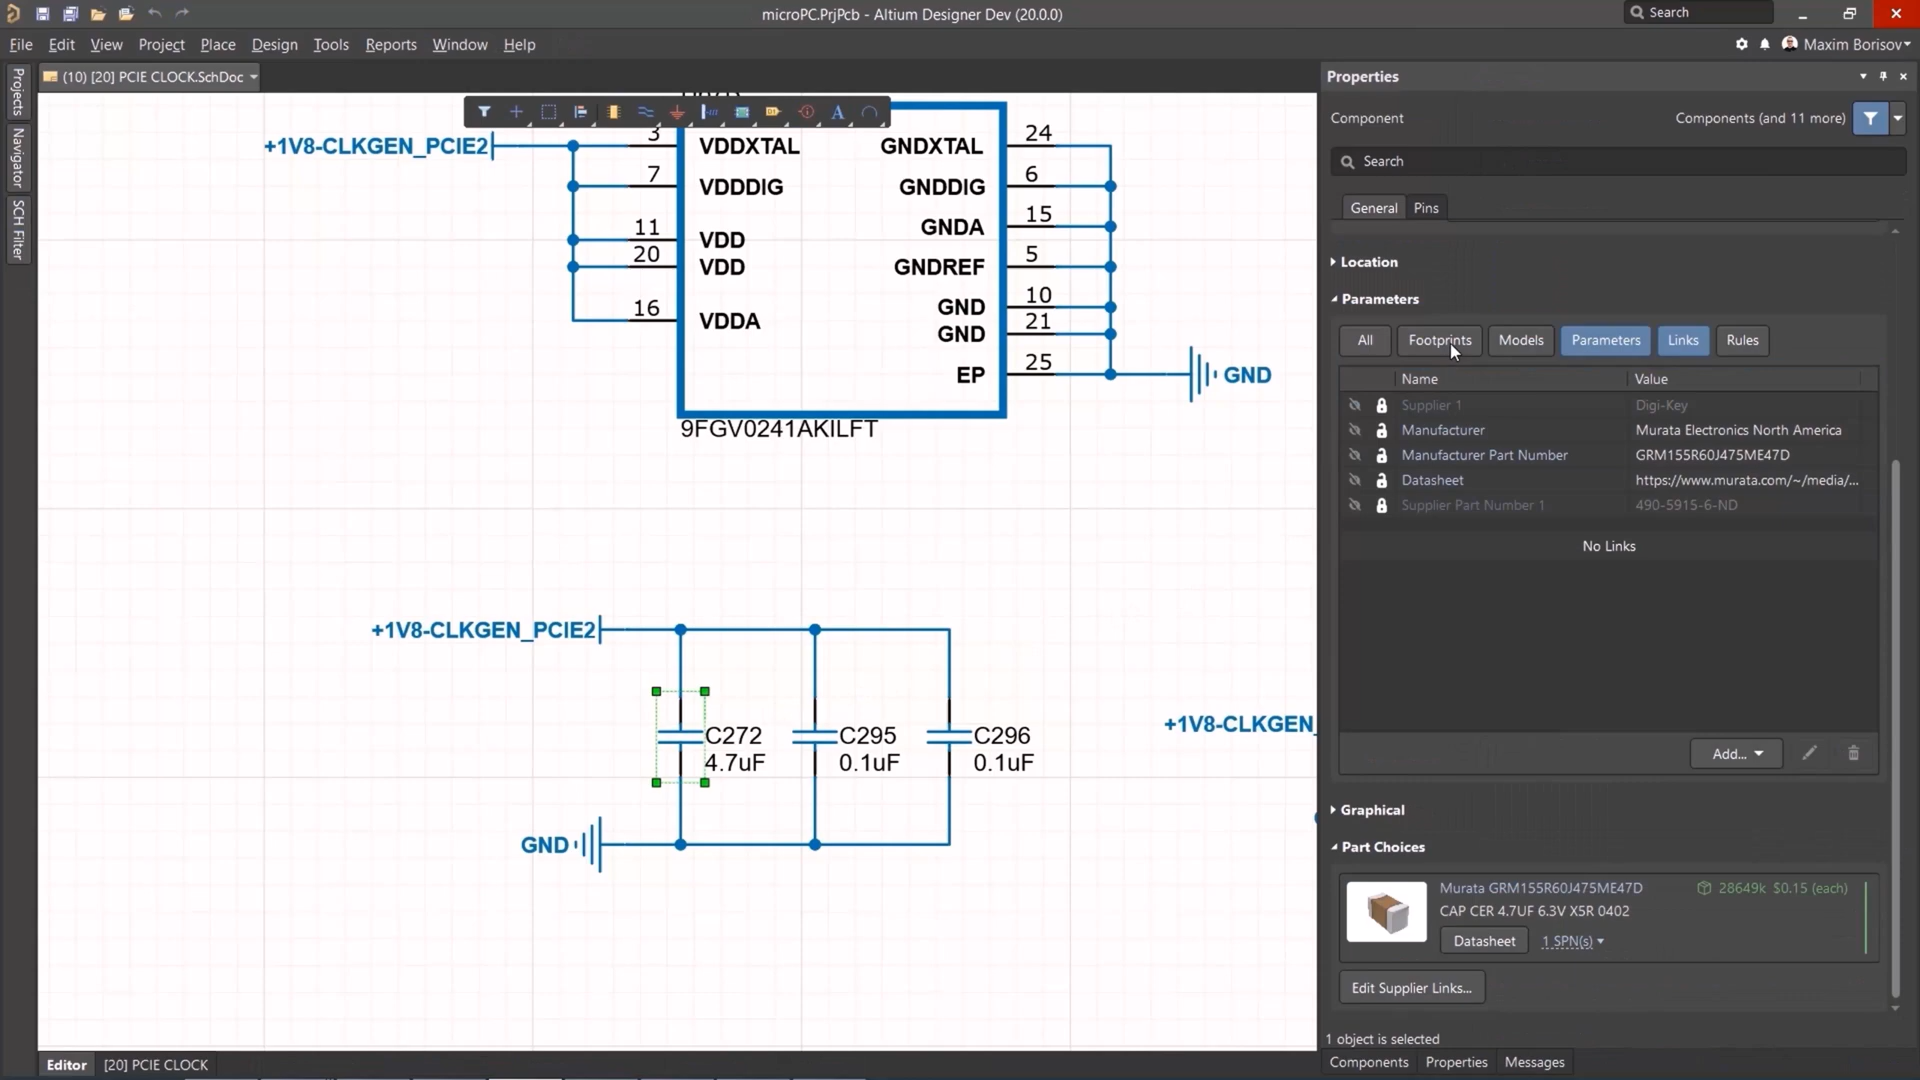 microPC.PrjPcb - Altium Designer Dev (20.0.0)
Search
File Edit View Project Place Design Tools Reports Window Help
Maxim Borisov
Projects
Navigator
SCH Filter
(10) [20] PCIE CLOCK.SchDoc
+1V8-CLKGEN_PCIE2
3 VDDXTAL GNDXTAL 24
7 VDDDIG GNDDIG 6
GNDA 15
11 VDD
20 VDD GNDREF 5
GND 10
16 VDDA GND 21
EP 25
GND
9FGV0241AKILFT
+1V8-CLKGEN_PCIE2
C272
4.7uF
C295
0.1uF
C296
0.1uF
GND
+1V8-CLKGEN_
Editor [20] PCIE CLOCK
Properties
Component Components (and 11 more)
Search
General Pins
Location
Parameters
All Footprints Models Parameters Links Rules
Name Value
Supplier 1 Digi-Key
Manufacturer Murata Electronics North America
Manufacturer Part Number GRM155R60J475ME47D
Datasheet https://www.murata.com/~/media/...
Supplier Part Number 1 490-5915-6-ND
No Links
Add...
Graphical
Part Choices
Murata GRM155R60J475ME47D 28649k $0.15 (each)
CAP CER 4.7UF 6.3V X5R 0402
Datasheet 1 SPN(s)
Edit Supplier Links...
1 object is selected
Components Properties Messages